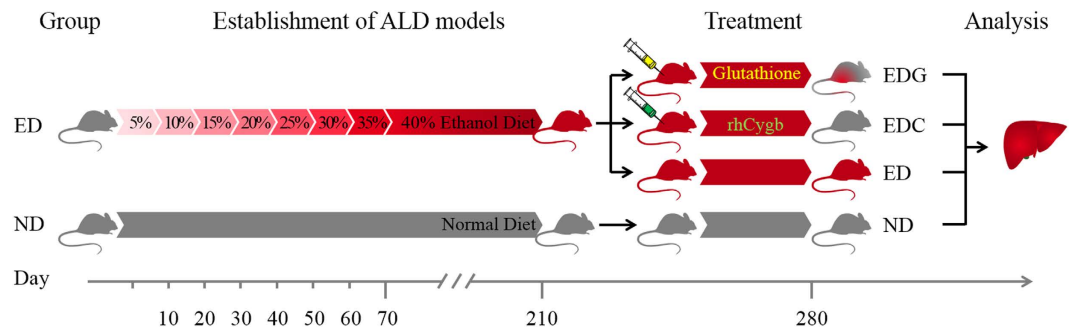 Group Establishment of ALD models Treatment Analysis
Glutathione EDG
ED 5% 10% 15% 20% 25% 30% 35% 40% Ethanol Diet rhCygb EDC
ED
ND Normal Diet ND
Day
10 20 30 40 50 60 70 210 280